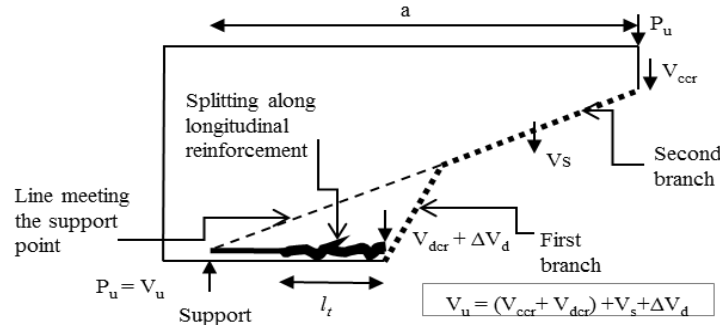 a
P_u
V_ccr
Splitting along
longitudinal
reinforcement
Vs
Second
branch
Line meeting
the support
point
V_dcr + ΔV_d
First
branch
P_u = V_u
Support
l_t
V_u = (V_ccr + V_dcr) +V_s+ΔV_d